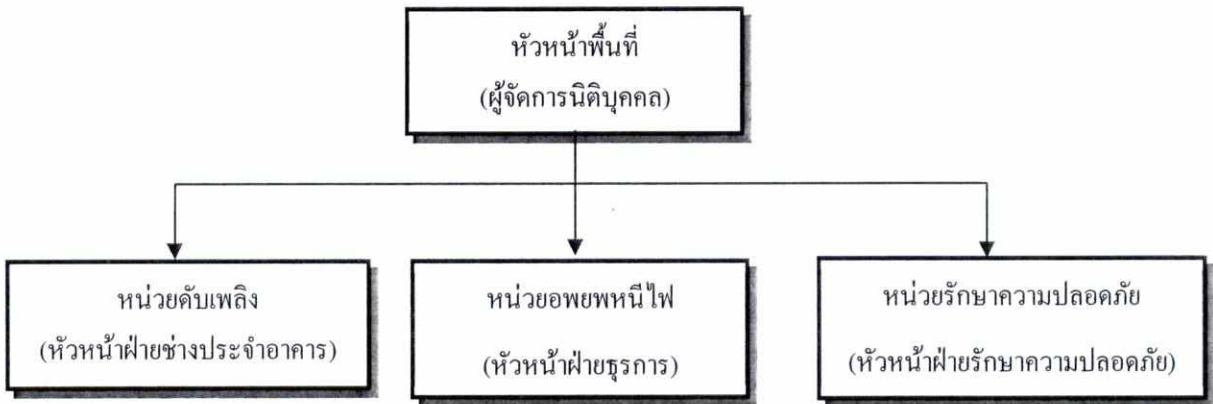 หัวหน้าพื้นที่
(ผู้จัดการนิติบุคคล)
หน่วยดับเพลิง
(หัวหน้าฝ่ายช่างประจำอาคาร)
หน่วยอพยพหนีไฟ
(หัวหน้าฝ่ายธุรการ)
หน่วยรักษาความปลอดภัย
(หัวหน้าฝ่ายรักษาความปลอดภัย)